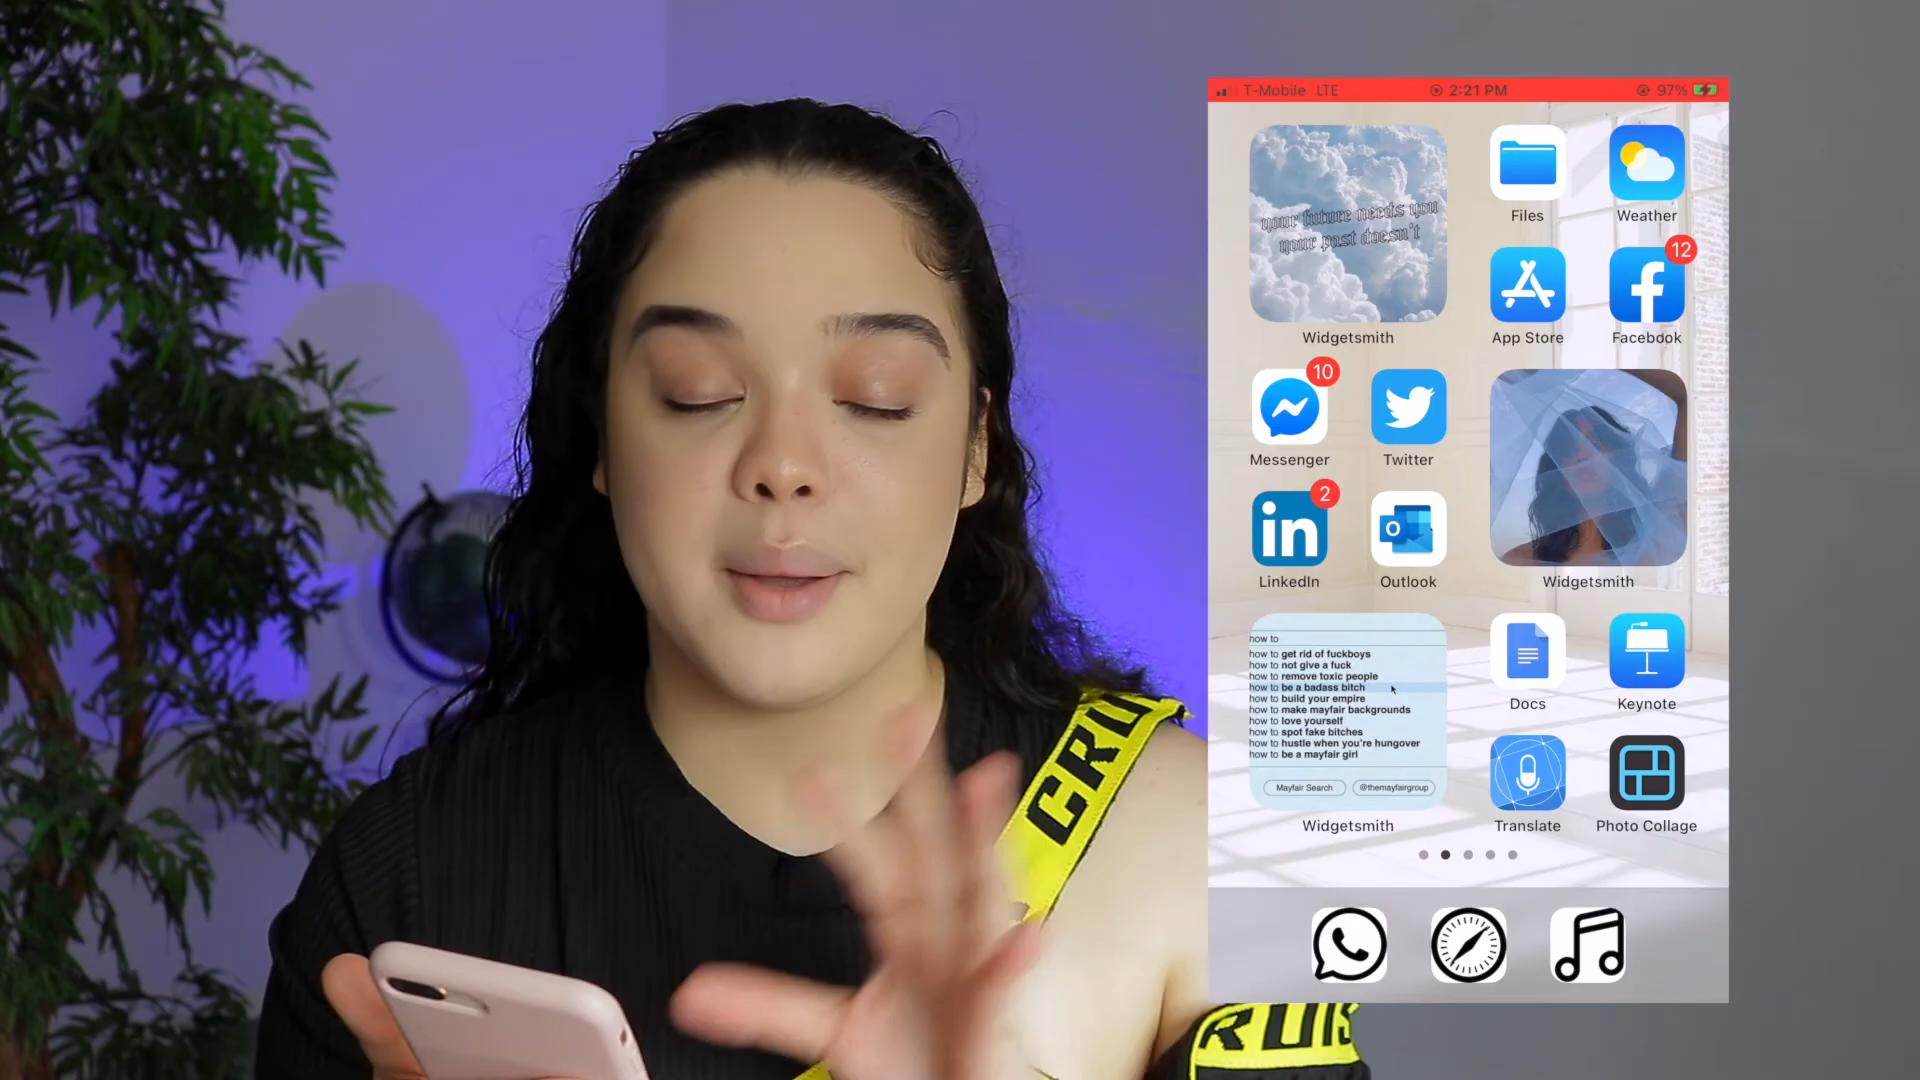 T-Mobile LTE 2:21 PM 97%
your future needs you
your past doesn't
Widgetsmith
Files
Weather
App Store
12
Facebook
10
Messenger
Twitter
2
in
LinkedIn
O
Outlook
Widgetsmith
how to
how to get rid of fuckboys
how to not give a fuck
how to remove toxic people
how to be a badass bitch
how to build your empire
how to make mayfair backgrounds
how to love yourself
how to spot fake bitches
how to hustle when you're hungover
how to be a mayfair girl
Mayfair Search @themayfairgroup
Widgetsmith
Docs
Keynote
Translate
Photo Collage
CRU
RUIS